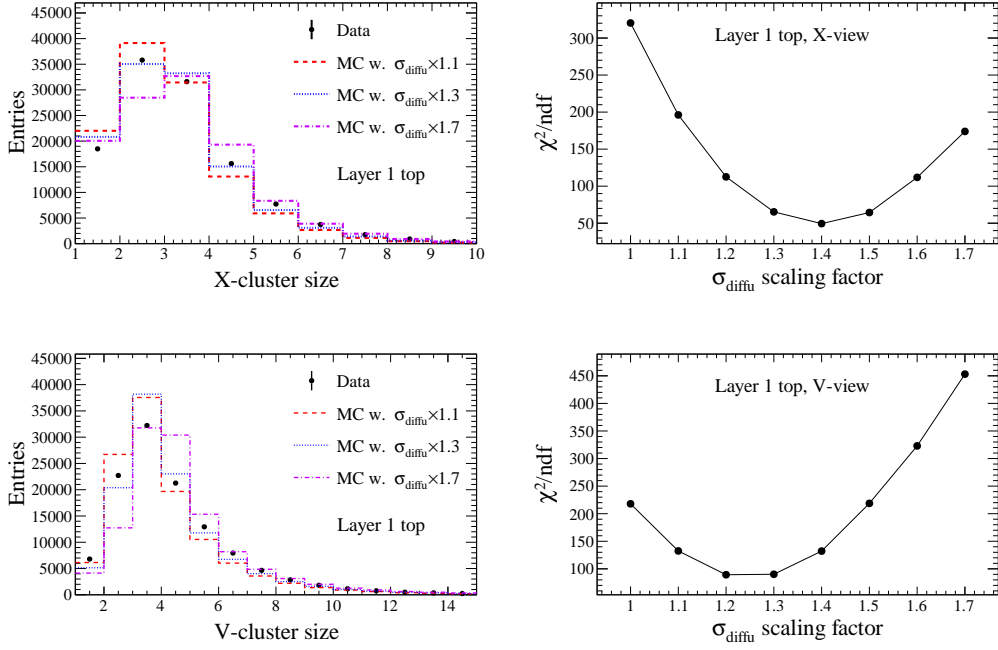 40000
35000
30000
25000
20000
15000
10000
5000
0
Entries
Data
MC w. σdiffu×1.1
MC w. σdiffu×1.3
MC w. σdiffu×1.7
Layer 1 top
1 2 3 4 5 6 7 8 9 10
X-cluster size
300
250
200
150
100
50
χ²/ndf
Layer 1 top, X-view
1 1.1 1.2 1.3 1.4 1.5 1.6 1.7
σdiffu scaling factor
45000
40000
35000
30000
25000
20000
15000
10000
5000
0
Entries
Data
MC w. σdiffu×1.1
MC w. σdiffu×1.3
MC w. σdiffu×1.7
Layer 1 top
2 4 6 8 10 12 14
V-cluster size
450
400
350
300
250
200
150
100
χ²/ndf
Layer 1 top, V-view
1 1.1 1.2 1.3 1.4 1.5 1.6 1.7
σdiffu scaling factor